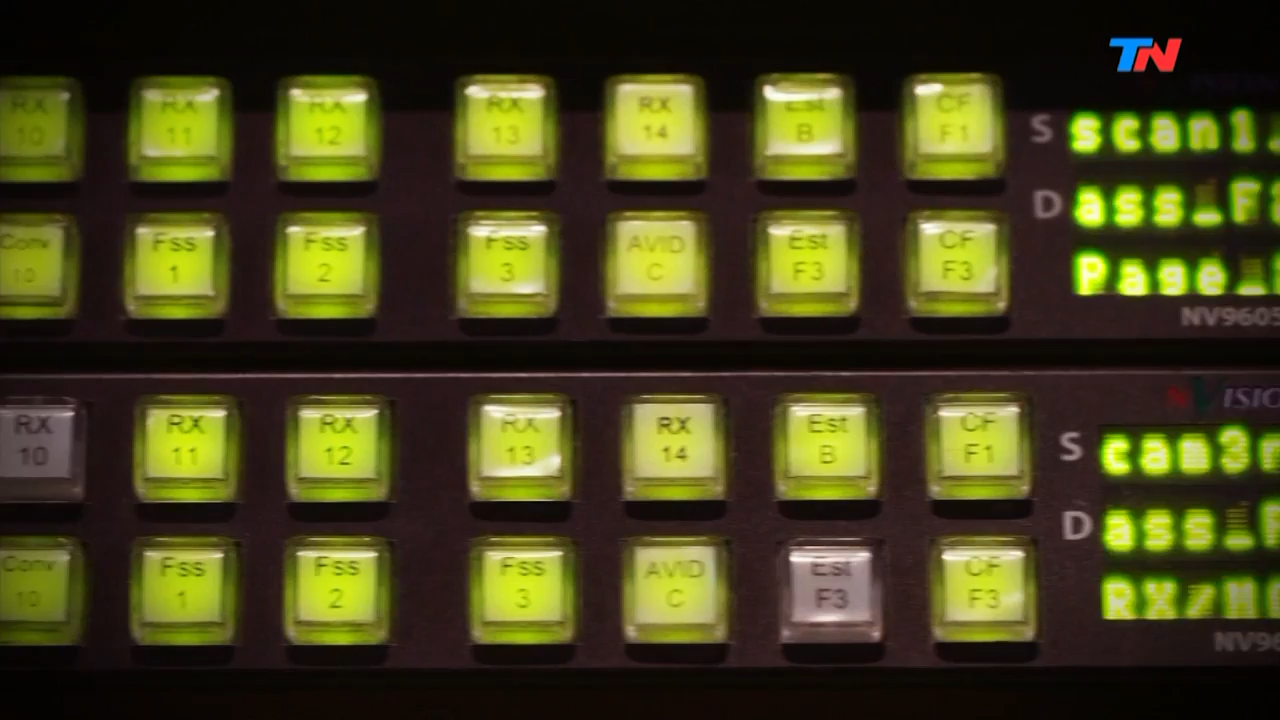 TN
RX 10
RX 11
RX 12
RX 13
RX 14
Est B
CF F1
S scan1
Conv 10
Fss 1
Fss 2
Fss 3
AVID C
Est F3
CF F3
D ass_F
Page
NV9605
RX 10
RX 11
RX 12
RX 13
RX 14
Est B
CF F1
S cam3
Conv 10
Fss 1
Fss 2
Fss 3
AVID C
Est F3
CF F3
D ass_
RX/M